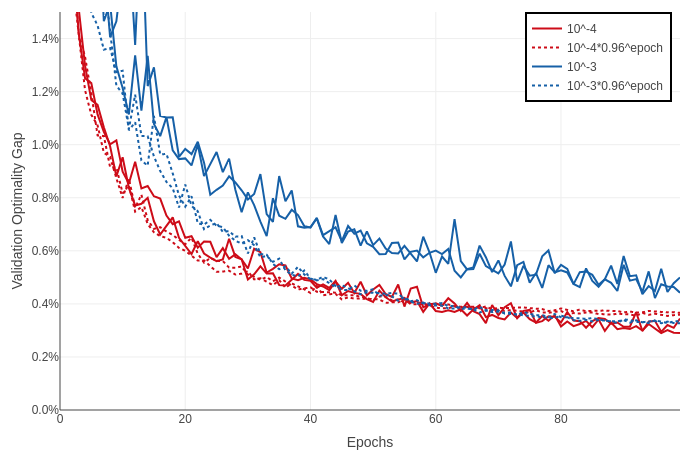 1.4%
1.2%
1.0%
0.8%
0.6%
0.4%
0.2%
0.0%
Validation Optimality Gap
0 20 40 60 80
Epochs
10^-4
10^-4*0.96^epoch
10^-3
10^-3*0.96^epoch